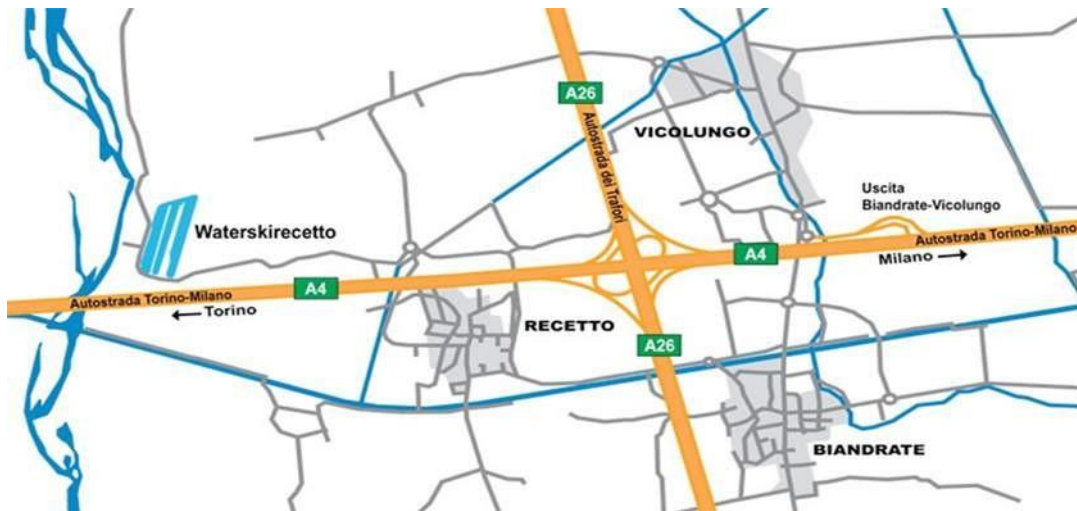 A26
Autostrada dei Trafori
VICOLUNGO
Uscita
Biandrate-Vicolungo
Waterskirecetto
Autostrada Torino-Milano
Milano →
A4
A4
Autostrada Torino-Milano
← Torino
RECETTO
A26
BIANDRATE